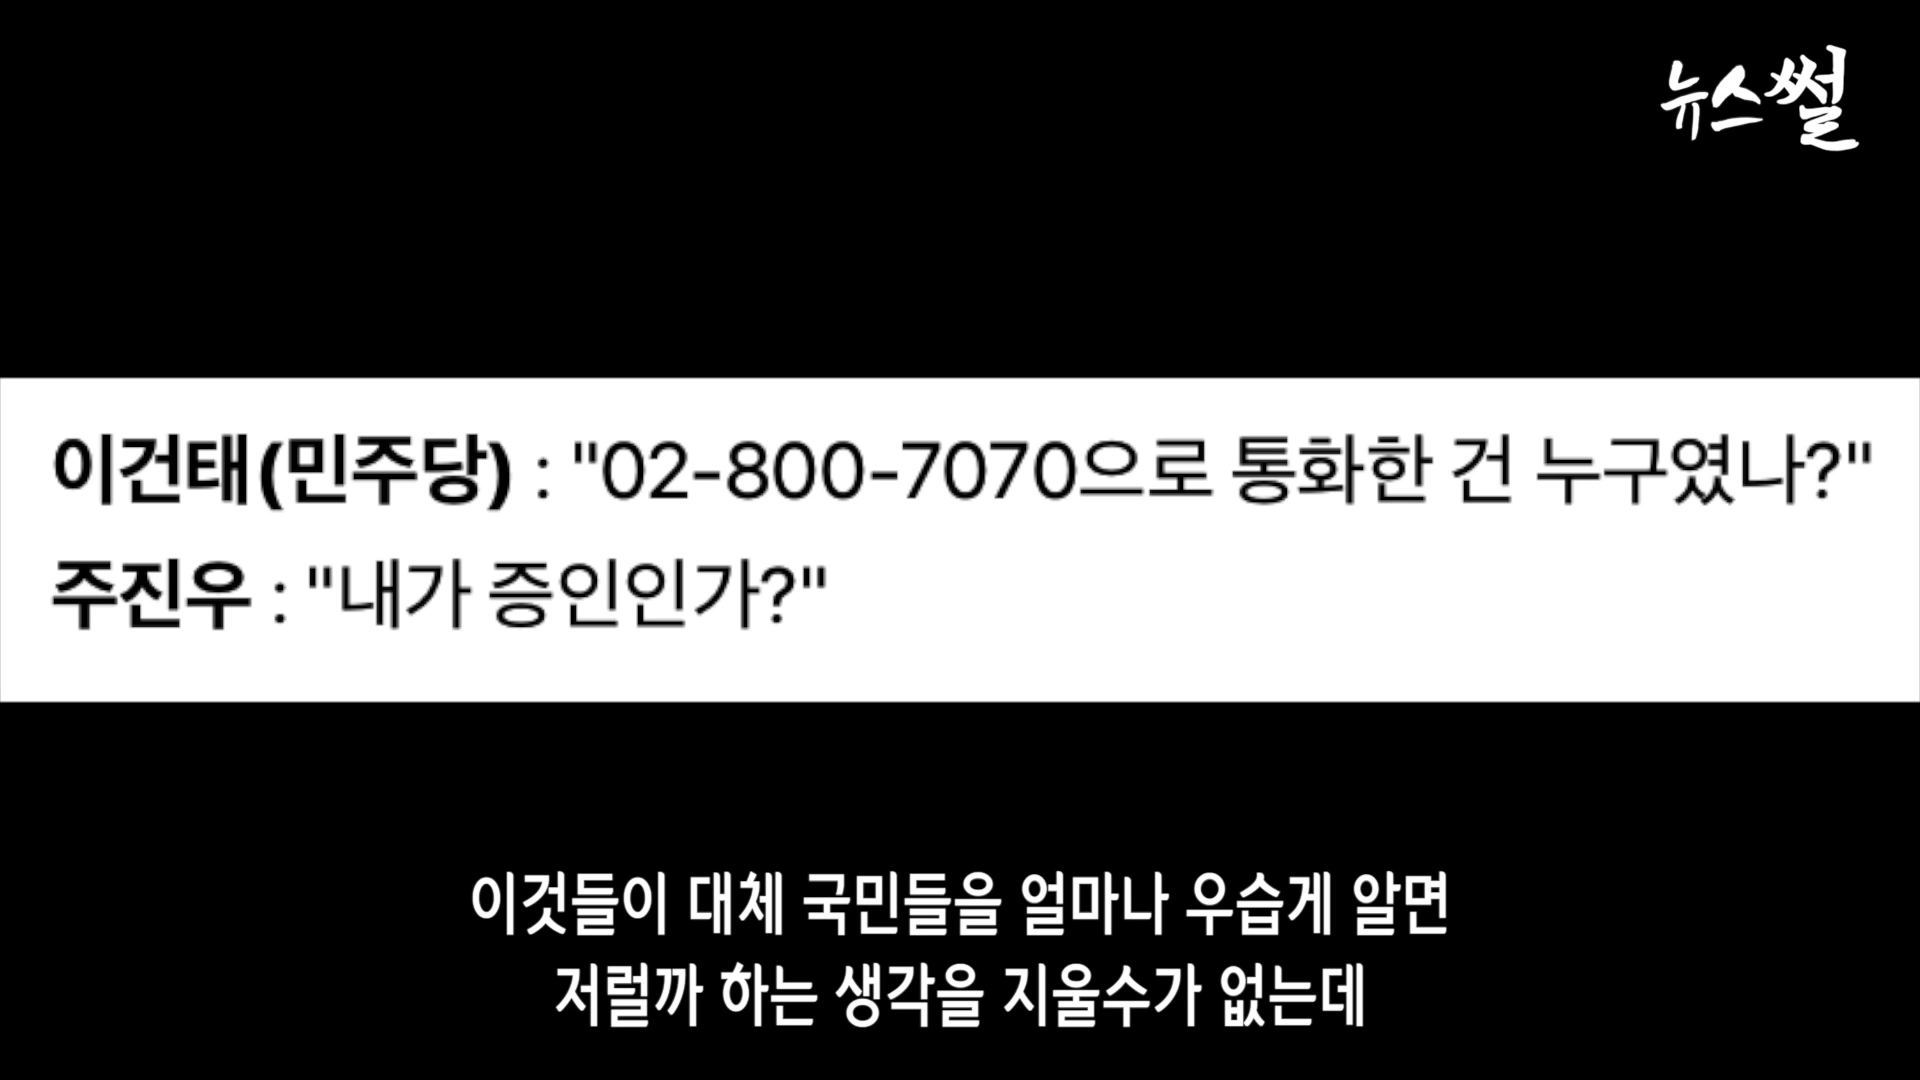 뉴스썰
이건태(민주당) : "02-800-7070으로 통화한 건 누구였나?"
주진우 : "내가 증인인가?"
이것들이 대체 국민들을 얼마나 우습게 알면
저럴까 하는 생각을 지울수가 없는데